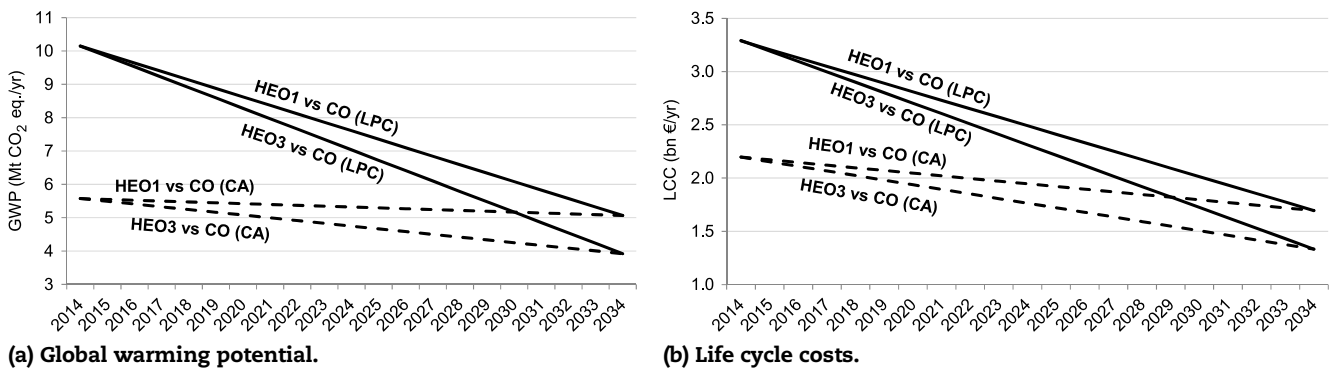 GWP (Mt CO₂ eq./yr)
11
10
9
8
7
6
5
4
3
HEO1 vs CO (LPC)
HEO3 vs CO (LPC)
HEO1 vs CO (CA)
HEO3 vs CO (CA)
2014 2015 2016 2017 2018 2019 2020 2021 2022 2023 2024 2025 2026 2027 2028 2029 2030 2031 2032 2033 2034
(a) Global warming potential.
LCC (bn €/yr)
3.5
3.0
2.5
2.0
1.5
1.0
HEO1 vs CO (LPC)
HEO3 vs CO (LPC)
HEO1 vs CO (CA)
HEO3 vs CO (CA)
2014 2015 2016 2017 2018 2019 2020 2021 2022 2023 2024 2025 2026 2027 2028 2029 2030 2031 2032 2033 2034
(b) Life cycle costs.